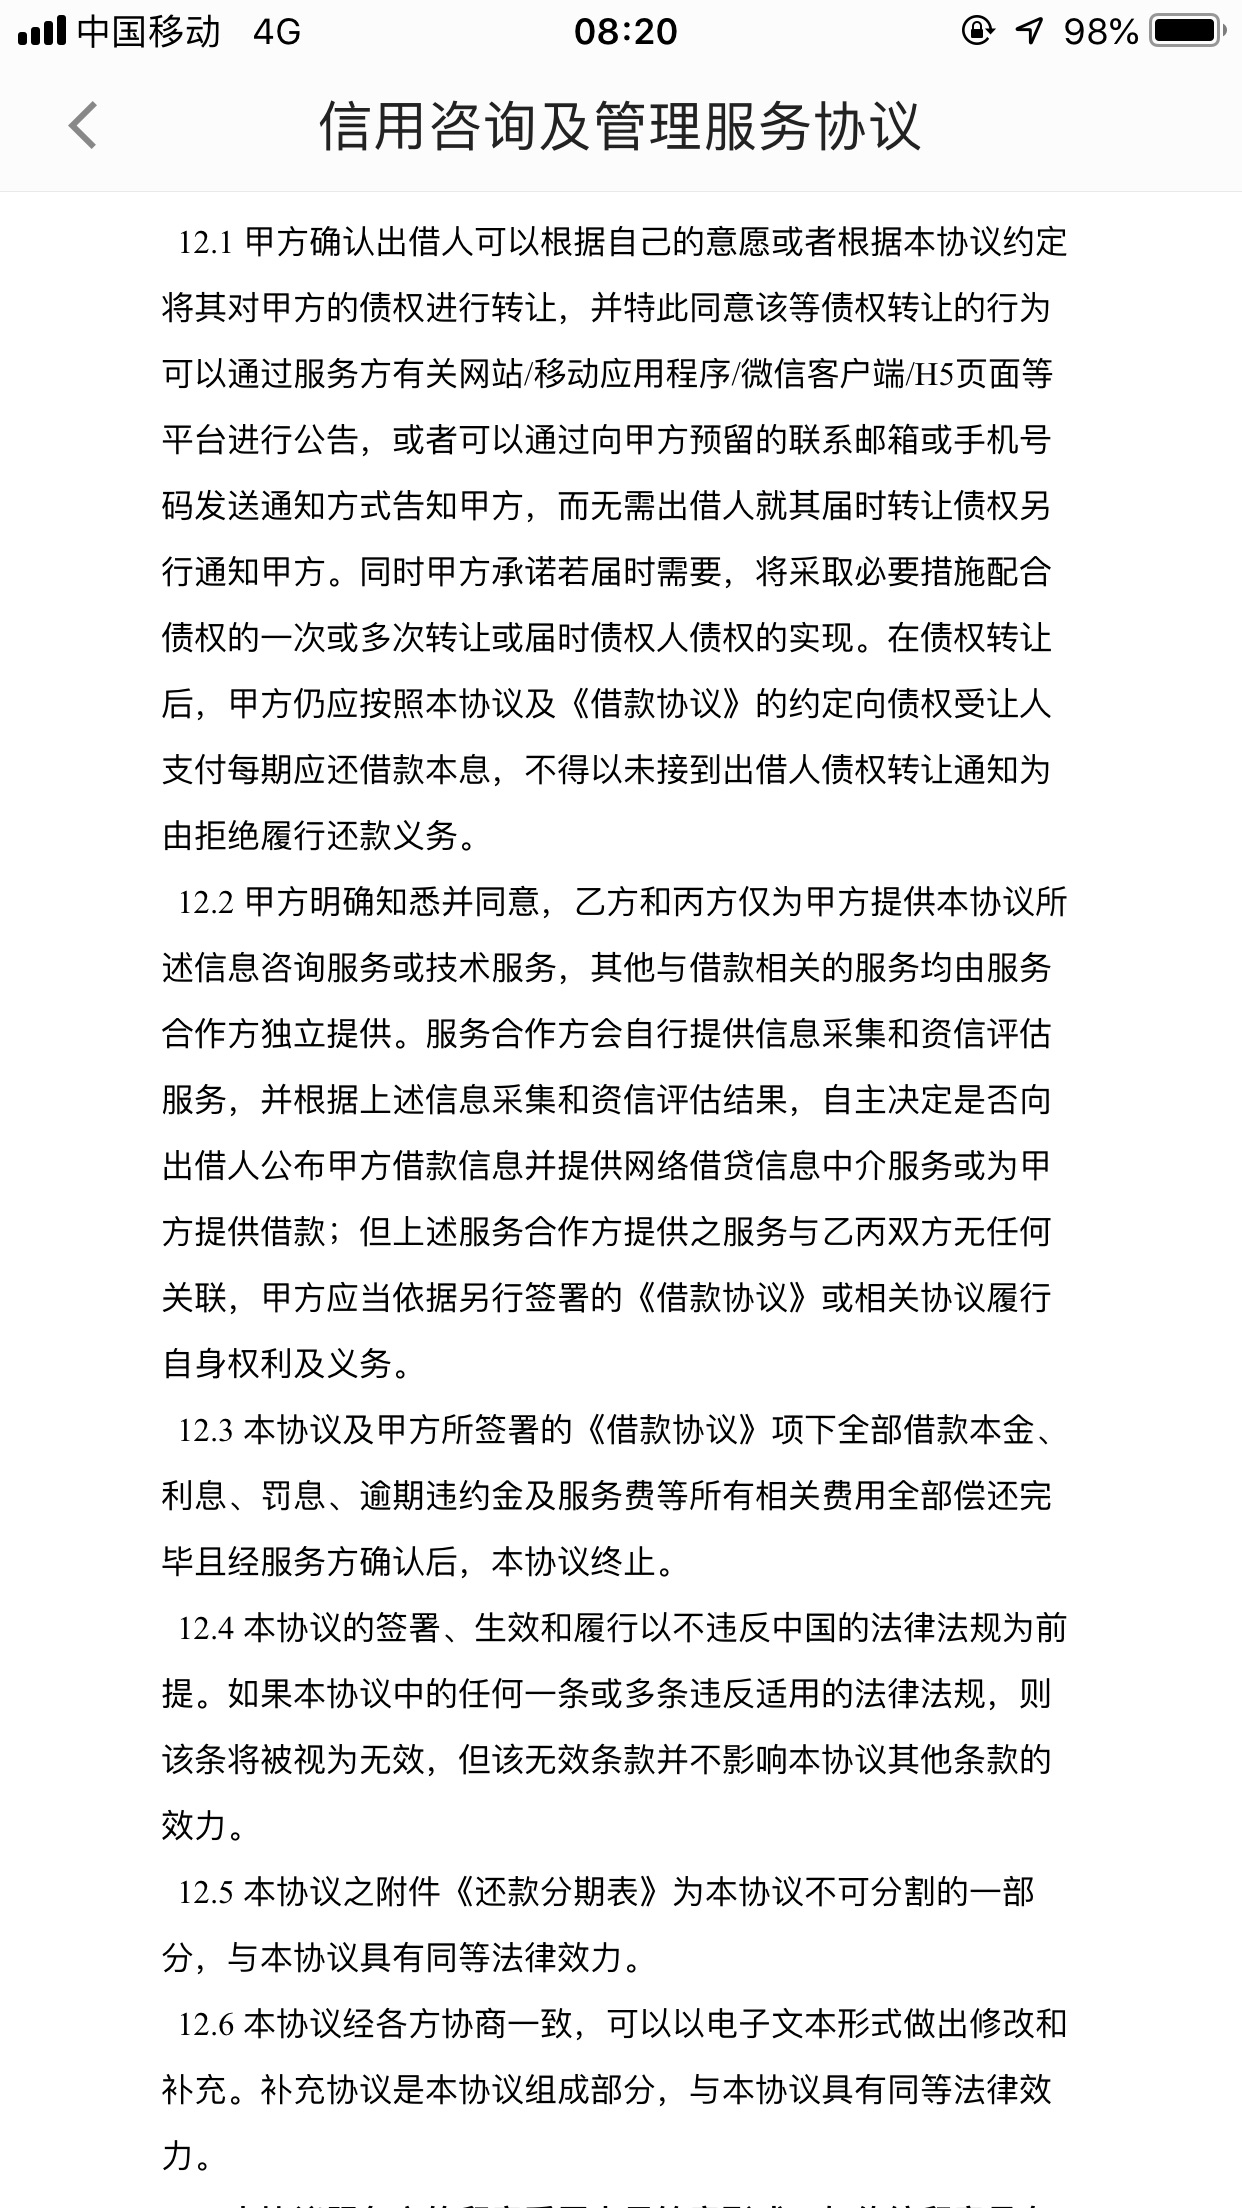 中国移动 4G 08:20 98%
信用咨询及管理服务协议
12.1 甲方确认出借人可以根据自己的意愿或者根据本协议约定
将其对甲方的债权进行转让，并特此同意该等债权转让的行为
可以通过服务方有关网站/移动应用程序/微信客户端/H5页面等
平台进行公告，或者可以通过向甲方预留的联系邮箱或手机号
码发送通知方式告知甲方，而无需出借人就其届时转让债权另
行通知甲方。同时甲方承诺若届时需要，将采取必要措施配合
债权的一次或多次转让或届时债权人债权的实现。在债权转让
后，甲方仍应按照本协议及《借款协议》的约定向债权受让人
支付每期应还借款本息，不得以未接到出借人债权转让通知为
由拒绝履行还款义务。
12.2 甲方明确知悉并同意，乙方和丙方仅为甲方提供本协议所
述信息咨询服务或技术服务，其他与借款相关的服务均由服务
合作方独立提供。服务合作方会自行提供信息采集和资信评估
服务，并根据上述信息采集和资信评估结果，自主决定是否向
出借人公布甲方借款信息并提供网络借贷信息中介服务或为甲
方提供借款；但上述服务合作方提供之服务与乙丙双方无任何
关联，甲方应当依据另行签署的《借款协议》或相关协议履行
自身权利及义务。
12.3 本协议及甲方所签署的《借款协议》项下全部借款本金、
利息、罚息、逾期违约金及服务费等所有相关费用全部偿还完
毕且经服务方确认后，本协议终止。
12.4 本协议的签署、生效和履行以不违反中国的法律法规为前
提。如果本协议中的任何一条或多条违反适用的法律法规，则
该条将被视为无效，但该无效条款并不影响本协议其他条款的
效力。
12.5 本协议之附件《还款分期表》为本协议不可分割的一部
分，与本协议具有同等法律效力。
12.6 本协议经各方协商一致，可以以电子文本形式做出修改和
补充。补充协议是本协议组成部分，与本协议具有同等法律效
力。